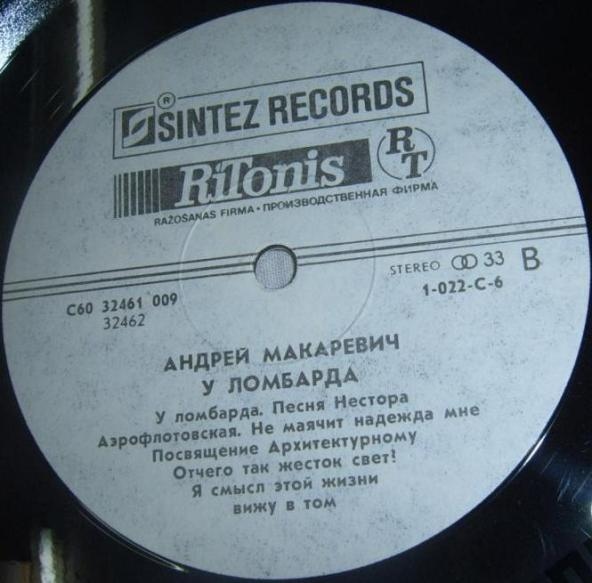 ®
SINTEZ RECORDS
RiTonis RT
RAŽOŠANAS FIRMA • ПРОИЗВОДСТВЕННАЯ ФИРМА
STEREO 33 B
1-022-C-6
С60 32461 009
32462
АНДРЕЙ МАКАРЕВИЧ
У ЛОМБАРДА
У ломбарда. Песня Нестора
Аэрофлотовская. Не маячит надежда мне
Посвящение Архитектурному
Отчего так жесток свет!
Я смысл этой жизни
вижу в том